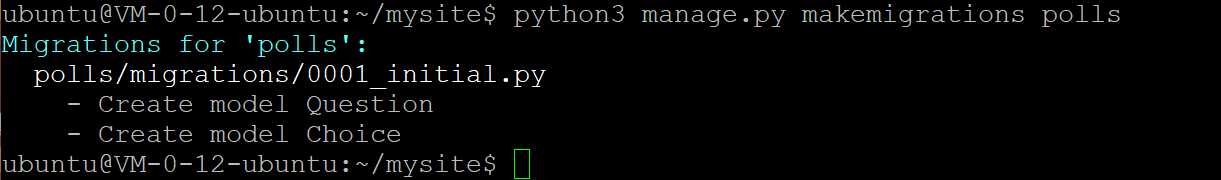 ubuntu@VM-0-12-ubuntu:~/mysite$ python3 manage.py makemigrations polls
Migrations for 'polls':
  polls/migrations/0001_initial.py
    - Create model Question
    - Create model Choice
ubuntu@VM-0-12-ubuntu:~/mysite$